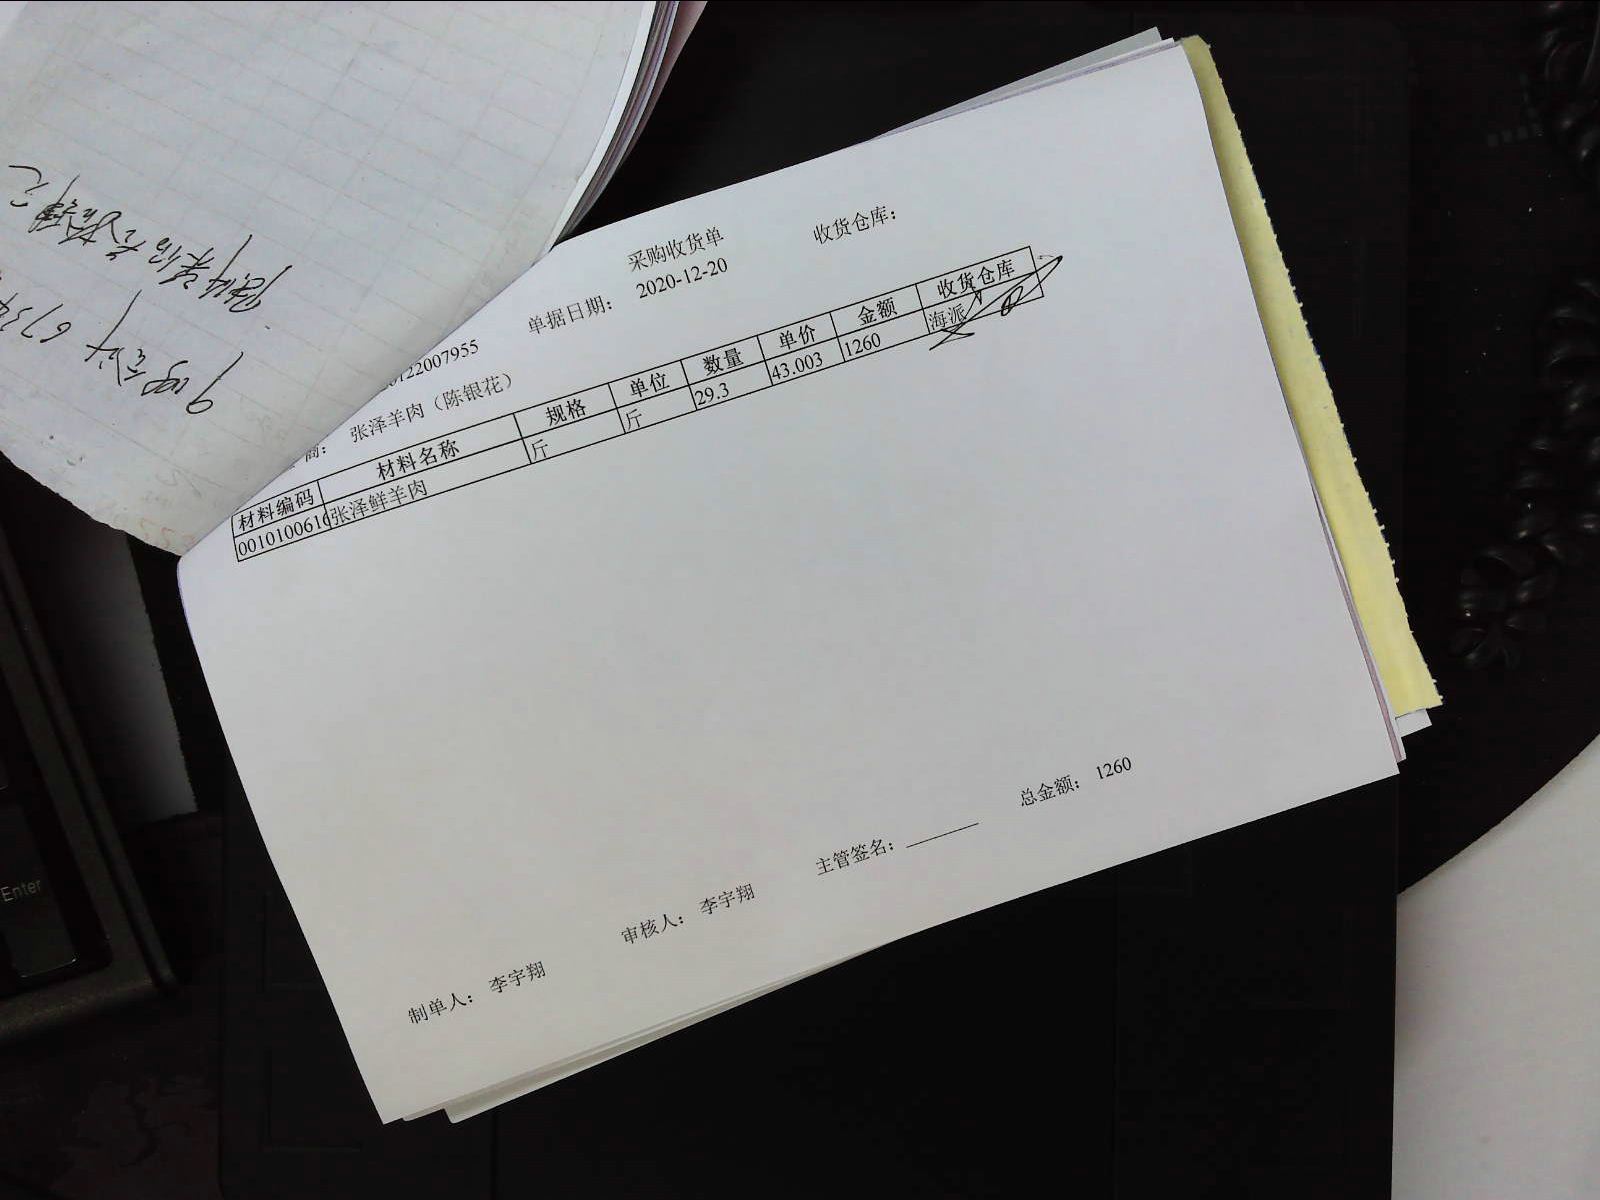 采购收货单
收货仓库：
单据日期： 2020-12-20
0122007955
商： 张泽羊肉（陈银花）
材料编码 材料名称 规格 单位 数量 单价 金额 收货仓库
001010061 张泽鲜羊肉 斤 斤 29.3 43.003 1260 海派
总金额： 1260
主管签名：
审核人： 李宇翔
制单人： 李宇翔
Enter